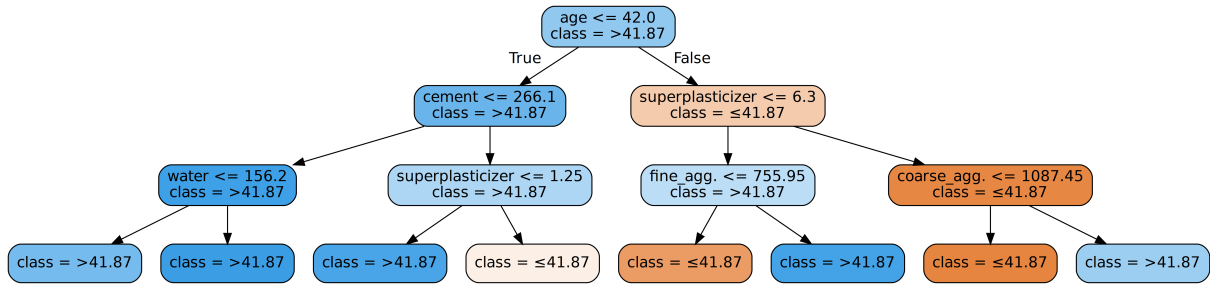 age <= 42.0
class = >41.87
True
False
cement <= 266.1
class = >41.87
superplasticizer <= 6.3
class = ≤41.87
water <= 156.2
class = >41.87
superplasticizer <= 1.25
class = >41.87
fine_agg. <= 755.95
class = >41.87
coarse_agg. <= 1087.45
class = ≤41.87
class = >41.87
class = >41.87
class = >41.87
class = ≤41.87
class = ≤41.87
class = >41.87
class = ≤41.87
class = >41.87